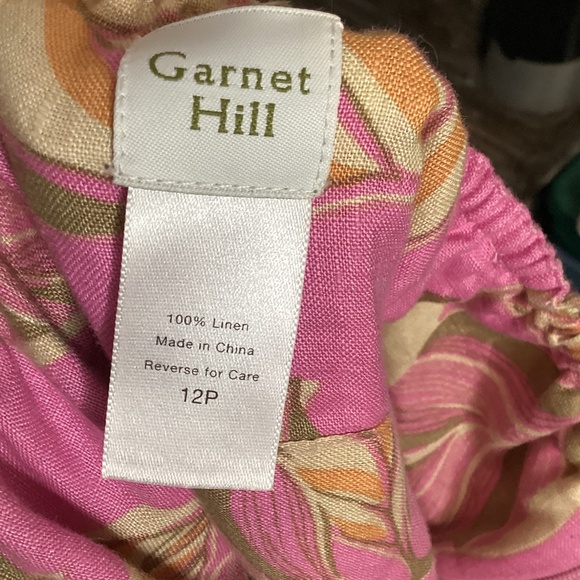 Garnet
Hill
100% Linen
Made in China
Reverse for Care
12P